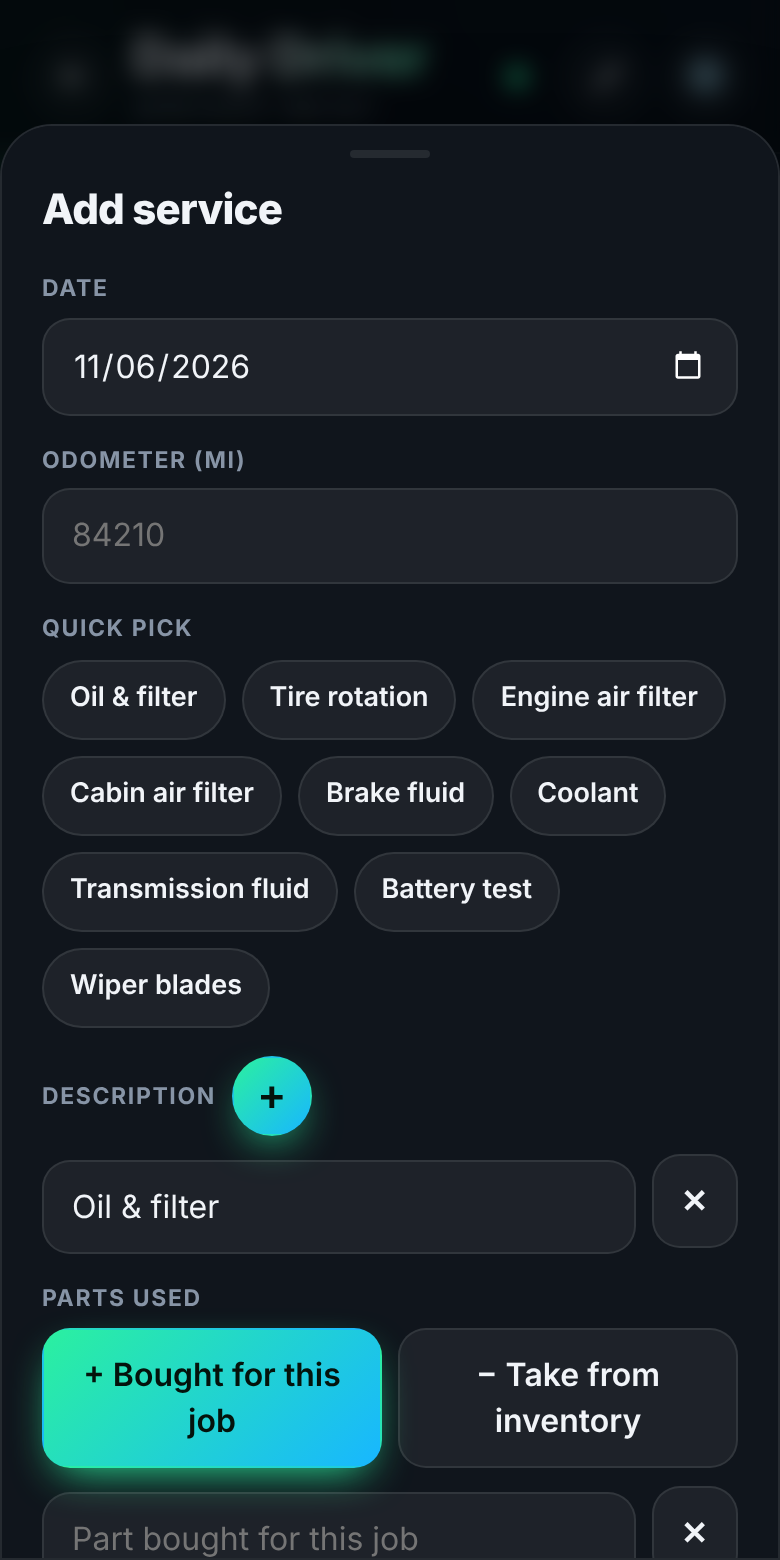 Daily Driver
Add service
DATE
11/06/2026
ODOMETER (MI)
84210
QUICK PICK
Oil & filter
Tire rotation
Engine air filter
Cabin air filter
Brake fluid
Coolant
Transmission fluid
Battery test
Wiper blades
DESCRIPTION +
Oil & filter
×
PARTS USED
+ Bought for this
job
− Take from
inventory
Part bought for this job
×